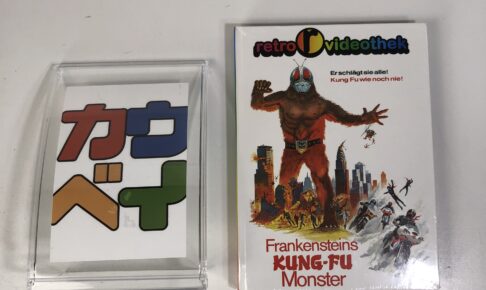 カウ
ベイ
retro r videothek
Er schlägt sie alle!
Kung Fu wie noch nie!
Frankensteins
KUNG-FU
Monster